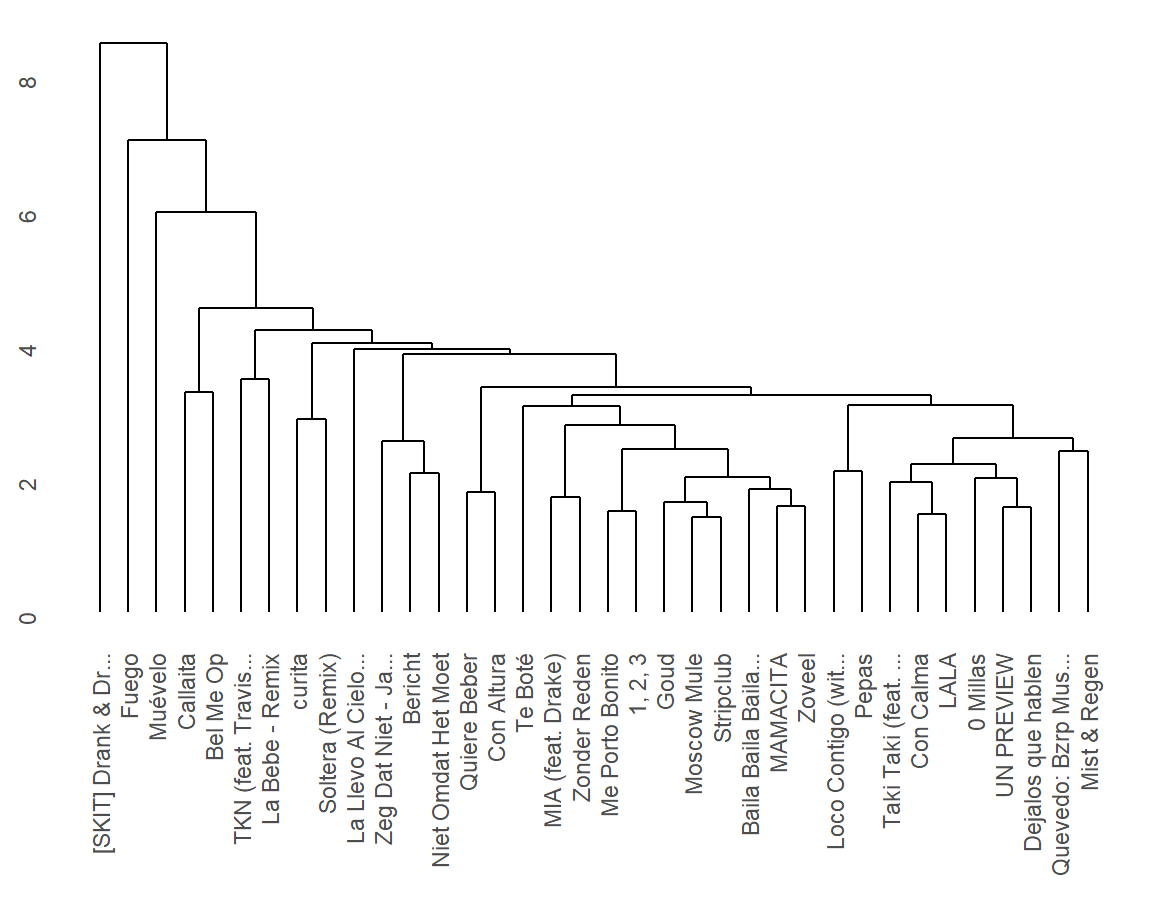 8
6
4
2
0
[SKIT] Drank & Dr...
Fuego
Muévelo
Callaita
Bel Me Op
TKN (feat. Travis...
La Bebe - Remix
curita
Soltera (Remix)
La Llevo Al Cielo...
Zeg Dat Niet - Ja...
Bericht
Niet Omdat Het Moet
Quiere Beber
Con Altura
Te Boté
MIA (feat. Drake)
Zonder Reden
Me Porto Bonito
1, 2, 3
Goud
Moscow Mule
Stripclub
Baila Baila Baila...
MAMACITA
Zoveel
Loco Contigo (wit...
Pepas
Taki Taki (feat. ...
Con Calma
LALA
0 Millas
UN PREVIEW
Dejalos que hablen
Quevedo: Bzrp Mus...
Mist & Regen